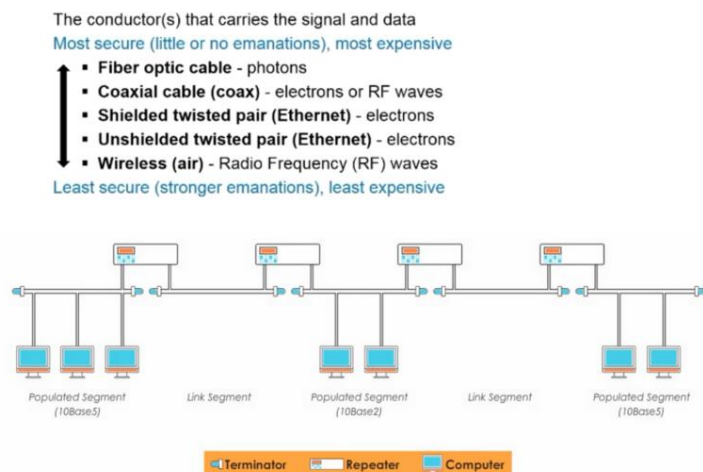 The conductor(s) that carries the signal and data
Most secure (little or no emanations), most expensive
▪ Fiber optic cable - photons
▪ Coaxial cable (coax) - electrons or RF waves
▪ Shielded twisted pair (Ethernet) - electrons
▪ Unshielded twisted pair (Ethernet) - electrons
▪ Wireless (air) - Radio Frequency (RF) waves
Least secure (stronger emanations), least expensive
Populated Segment
(10Base5)
Link Segment
Populated Segment
(10Base2)
Link Segment
Populated Segment
(10Base5)
Terminator Repeater Computer